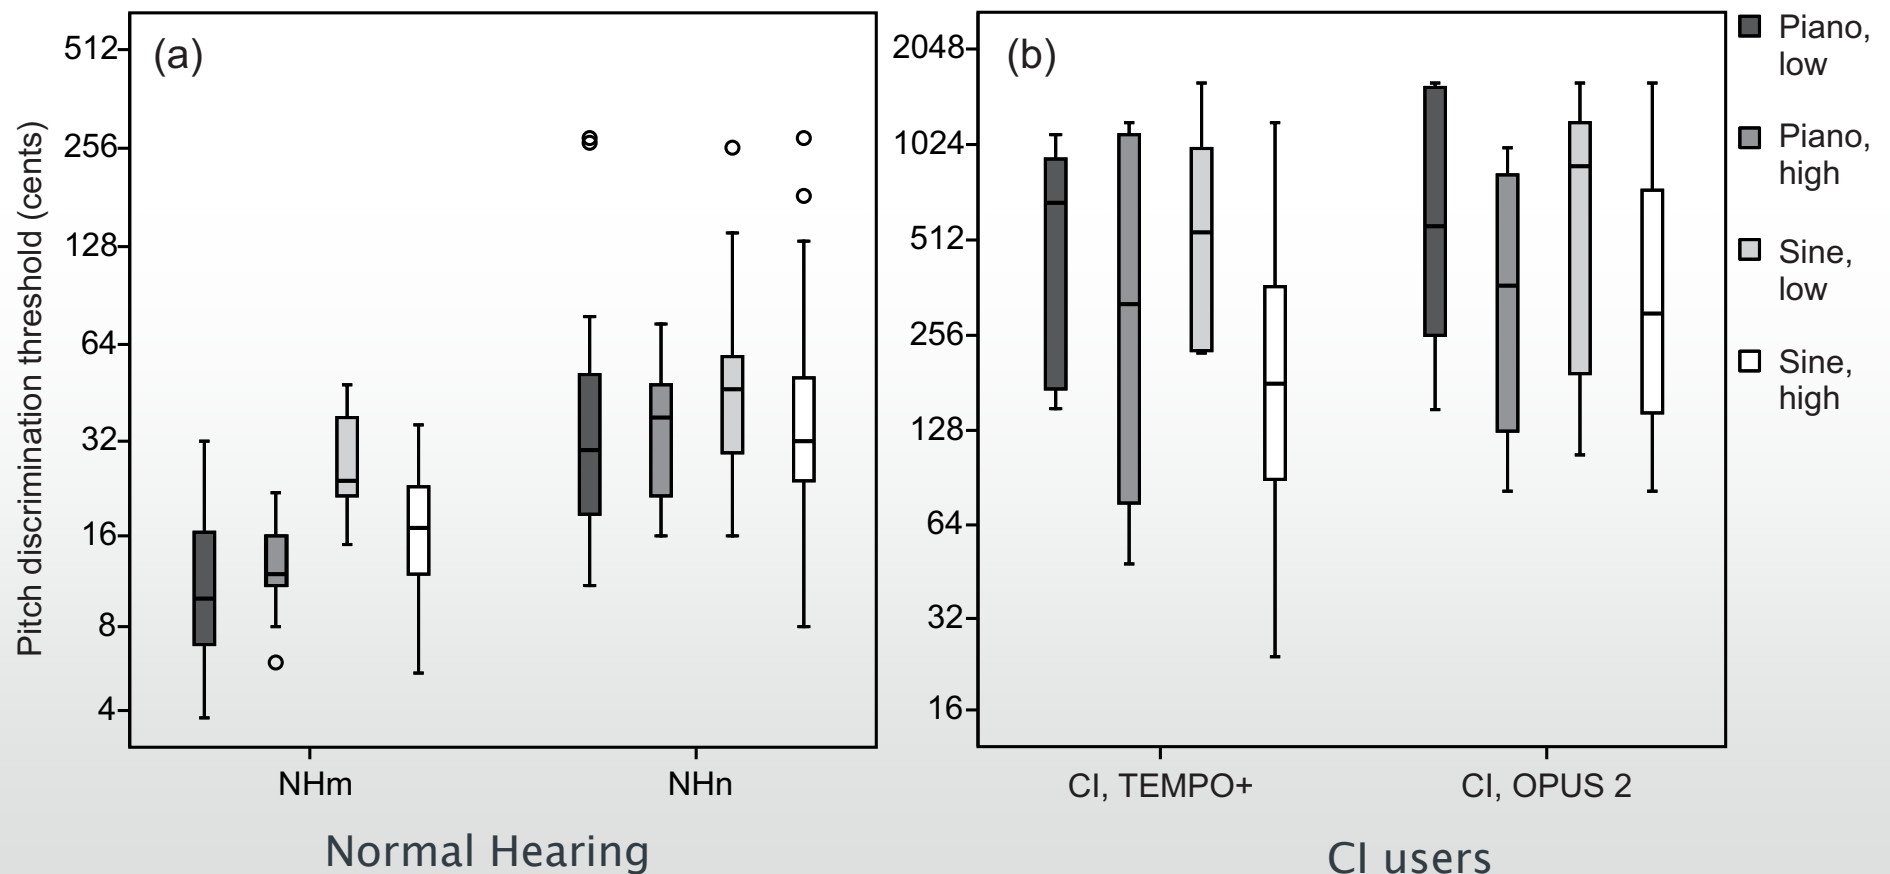 (a)
Pitch discrimination threshold (cents)
512
256
128
64
32
16
8
4
NHm
NHn
Normal Hearing
(b)
2048
1024
512
256
128
64
32
16
CI, TEMPO+
CI, OPUS 2
CI users
Piano,
low
Piano,
high
Sine,
low
Sine,
high